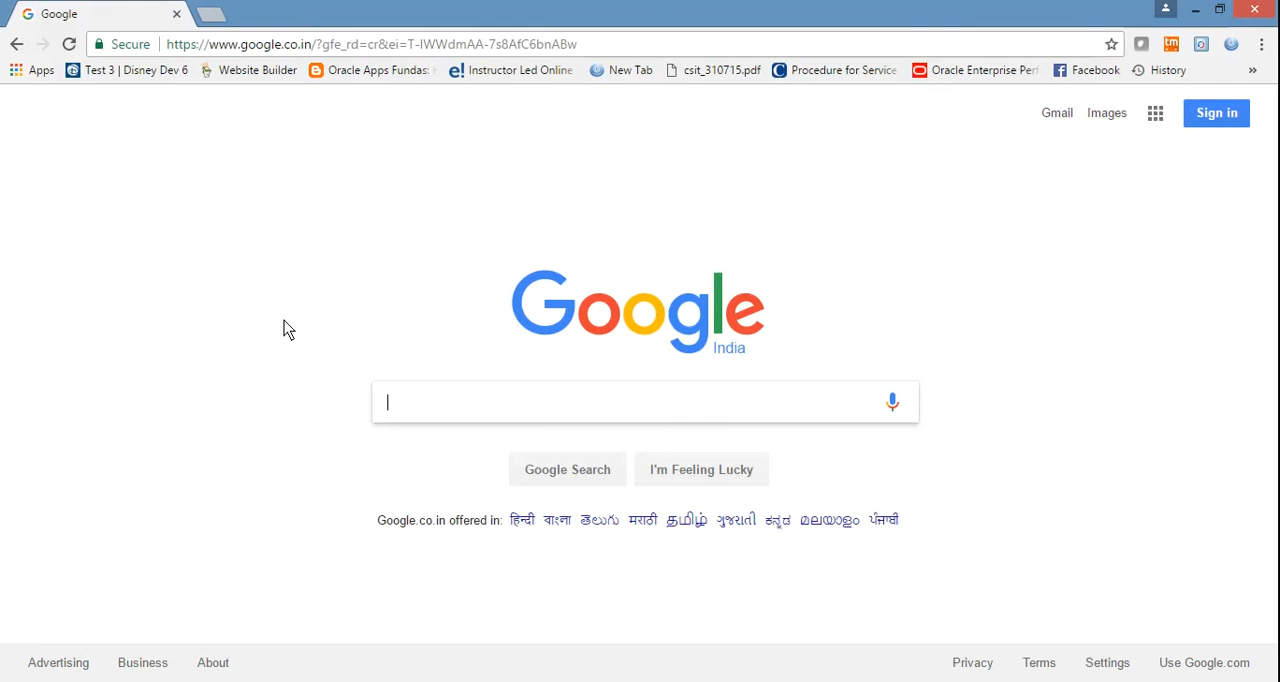 Google
Secure https://www.google.co.in/?gfe_rd=cr&ei=T-IWWdmAA-7s8AfC6bnABw
Apps Test 3 | Disney Dev 6 Website Builder Oracle Apps Fundas: e! Instructor Led Online New Tab csit_310715.pdf Procedure for Service Oracle Enterprise Perf Facebook History »
Gmail Images Sign in
Google
India
Google Search I'm Feeling Lucky
Google.co.in offered in: हिन्दी বাংলা తెలుగు मराठी தமிழ் ગુજરાતી ಕನ್ನಡ മലയാളം ਪੰਜਾਬੀ
Advertising Business About Privacy Terms Settings Use Google.com